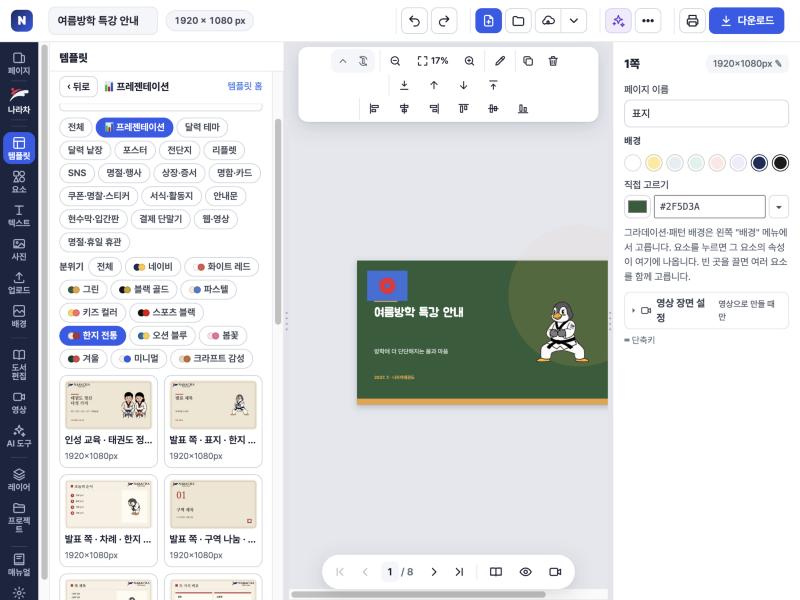 N
여름방학 특강 안내
1920 × 1080 px
다운로드
페이지
나라차
템플릿
요소
텍스트
사진
업로드
배경
도서 편집
영상
AI 도구
레이어
프로젝트
매뉴얼
템플릿
‹ 뒤로
프레젠테이션
템플릿 홈
전체
프레젠테이션
달력 테마
달력 낱장
포스터
전단지
리플렛
SNS
명절·행사
상장·증서
명함·카드
쿠폰·명찰·스티커
서식·활동지
안내문
현수막·입간판
결제 단말기
웹·영상
명절·휴일 휴관
분위기
전체
네이비
화이트 레드
그린
블랙 골드
파스텔
키즈 컬러
스포츠 블랙
한지 전통
오션 블루
봄꽃
겨울
미니멀
크라프트 감성
인성 교육 · 태권도 정...
1920×1080px
발표 쪽 · 표지 · 한지 ...
1920×1080px
발표 쪽 · 차례 · 한지 ...
1920×1080px
01
구역 제목
발표 쪽 · 구역 나눔 · ...
1920×1080px
17%
여름방학 특강 안내
방학에 더 단단해지는 몸과 마음
1 / 8
1쪽
1920×1080px ✎
페이지 이름
표지
배경
직접 고르기
#2F5D3A
그라데이션·패턴 배경은 왼쪽 "배경" 메뉴에
서 고릅니다. 요소를 누르면 그 요소의 속성
이 여기에 나옵니다. 빈 곳을 끌면 여러 요소
를 함께 고릅니다.
영상 장면 설정
영상으로 만들 때만
단축키